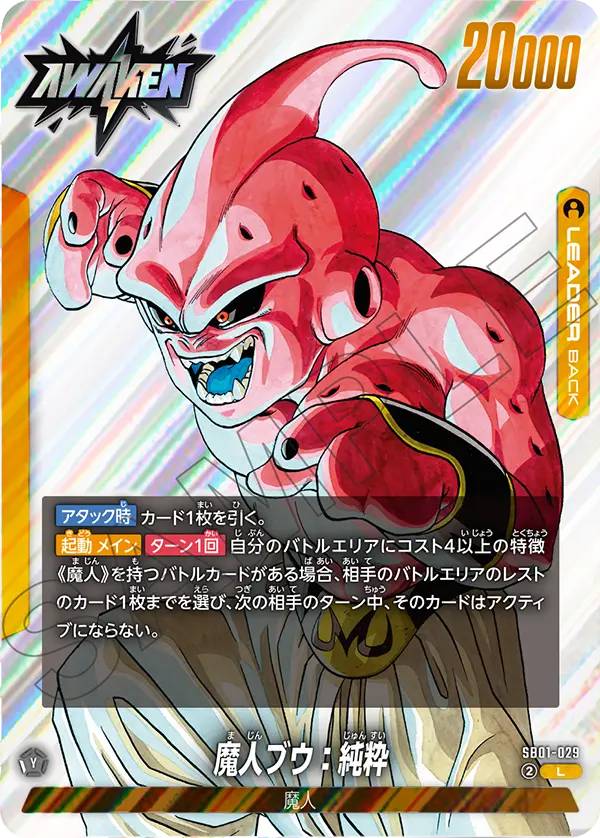 AWAKEN
20000
LEADER BACK
アタック時 カード1枚を引く。
起動メイン ターン1回 自分のバトルエリアにコスト4以上の特徴
《魔人》を持つバトルカードがある場合、相手のバトルエリアのレスト
のカード1枚までを選び、次の相手のターン中、そのカードはアクティ
ブにならない。
SAMPLE
魔人ブウ:純粋
Y
SB01-029
② L
魔人